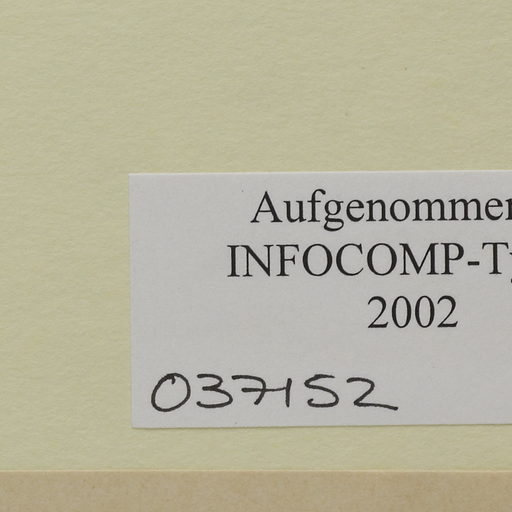 Aufgenommen
INFOCOMP-Ty
2002
037152